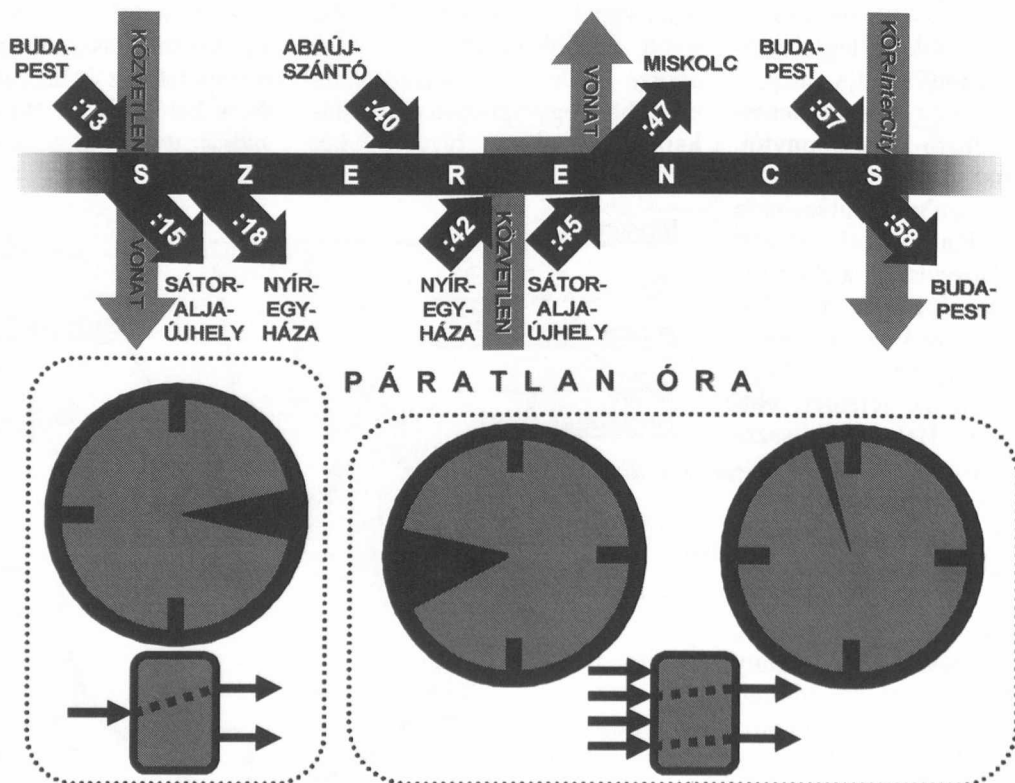 BUDA-
PEST
:13
KÖZVETLEN
VONAT
ABAÚJ-
SZÁNTÓ
:40
VONAT
KÖZVETLEN
:47
MISKOLC
BUDA-
PEST
:57
KÖR-InterCity
S Z E R E N C S
:15
SÁTOR-
ALJA-
ÚJHELY
:18
NYÍR-
EGY-
HÁZA
:42
NYÍR-
EGY-
HÁZA
:45
SÁTOR-
ALJA-
ÚJHELY
:58
BUDA-
PEST
PÁRATLAN ÓRA